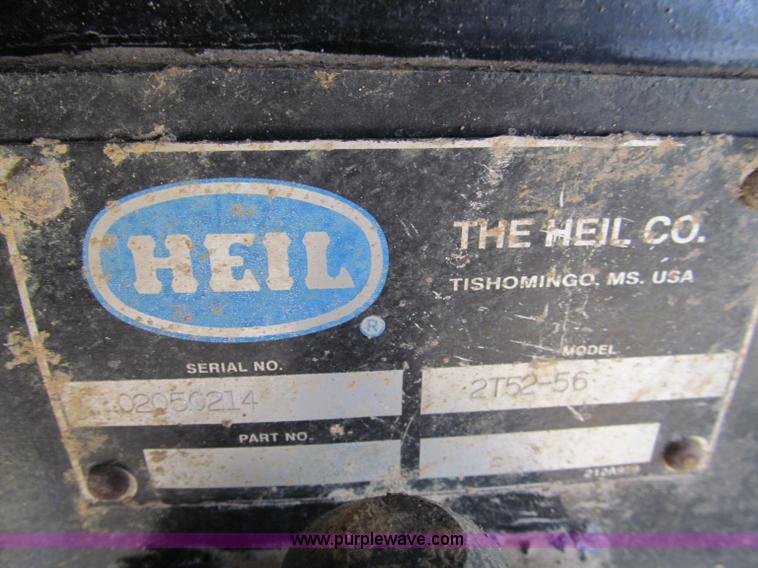 HEIL
®
THE HEIL CO.
TISHOMINGO, MS. USA
SERIAL NO.
MODEL
02050214
2T52-56
PART NO.
www.purplewave.com